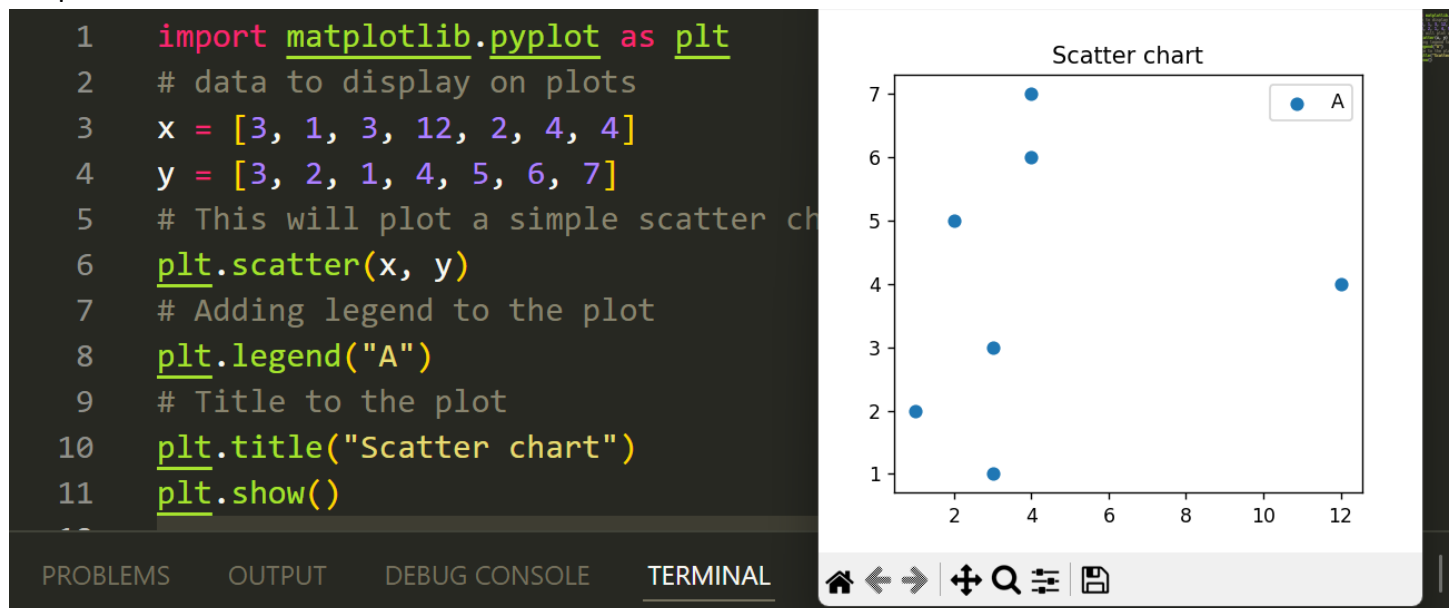 1 import matplotlib.pyplot as plt
2 # data to display on plots
3 x = [3, 1, 3, 12, 2, 4, 4]
4 y = [3, 2, 1, 4, 5, 6, 7]
5 # This will plot a simple scatter ch
6 plt.scatter(x, y)
7 # Adding legend to the plot
8 plt.legend("A")
9 # Title to the plot
10 plt.title("Scatter chart")
11 plt.show()
PROBLEMS OUTPUT DEBUG CONSOLE TERMINAL
Scatter chart
A
7
6
5
4
3
2
1
2 4 6 8 10 12